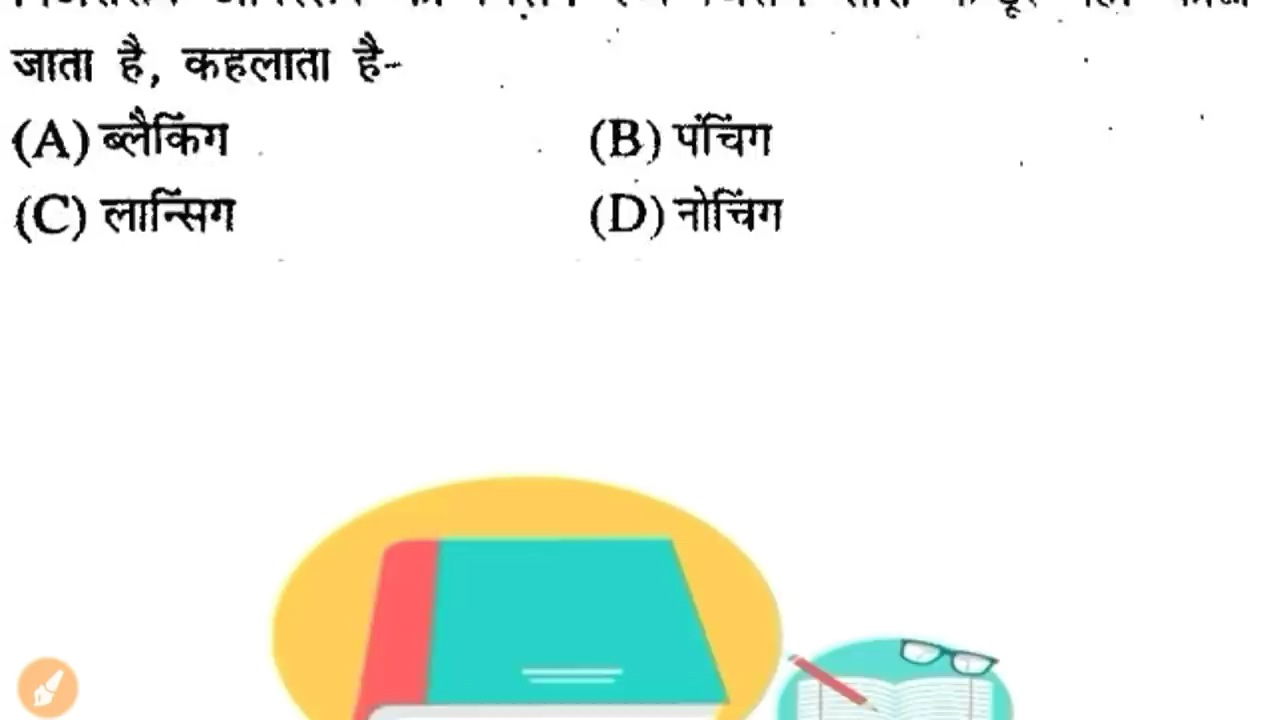 जाता है, कहलाता है-
(A) ब्लैकिंग (B) पंचिंग
(C) लान्सिंग (D) नोचिंग